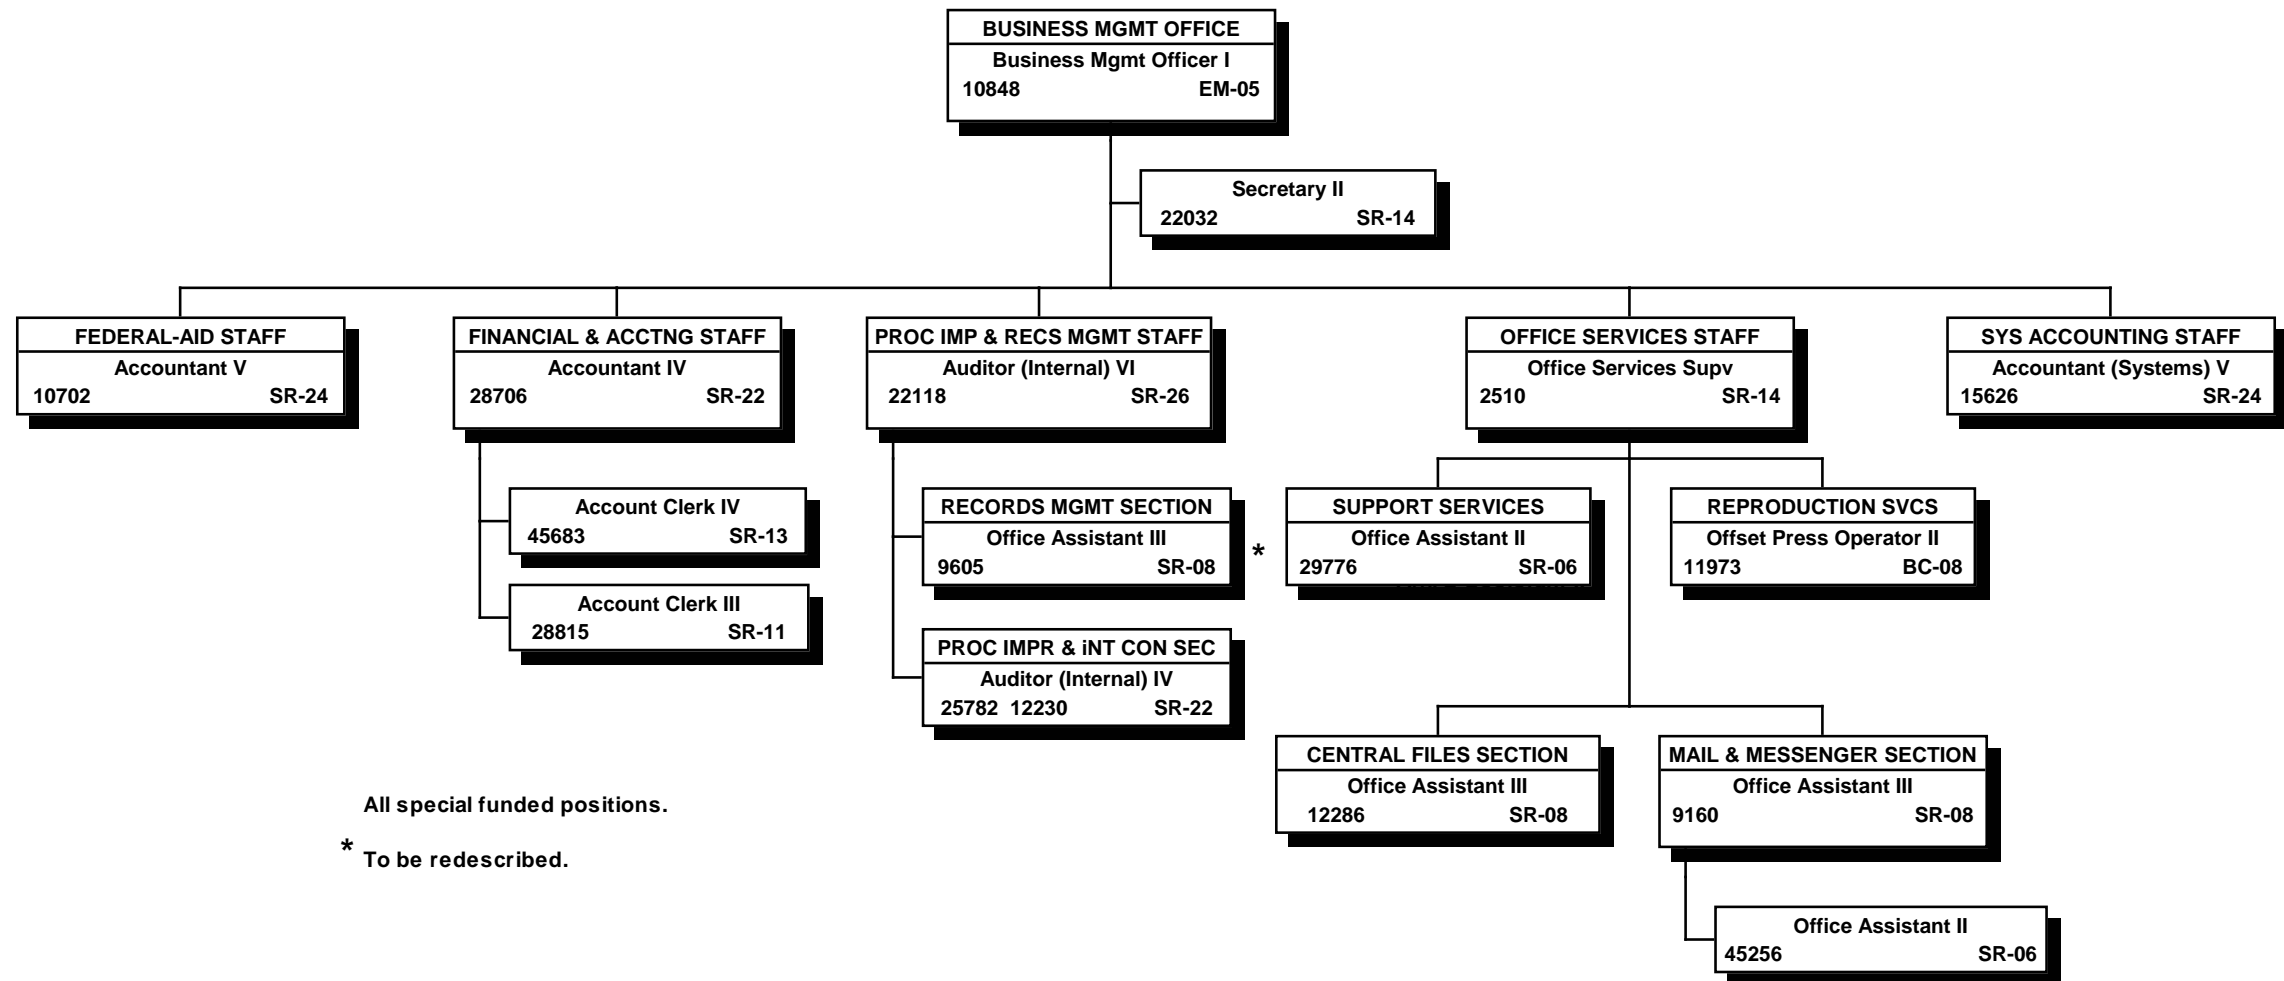 BUSINESS MGMT OFFICE
Business Mgmt Officer I
10848 EM-05
Secretary II
22032 SR-14
FEDERAL-AID STAFF
Accountant V
10702 SR-24
FINANCIAL & ACCTNG STAFF
Accountant IV
28706 SR-22
PROC IMP & RECS MGMT STAFF
Auditor (Internal) VI
22118 SR-26
OFFICE SERVICES STAFF
Office Services Supv
2510 SR-14
SYS ACCOUNTING STAFF
Accountant (Systems) V
15626 SR-24
Account Clerk IV
45683 SR-13
Account Clerk III
28815 SR-11
RECORDS MGMT SECTION
Office Assistant III
9605 SR-08
PROC IMPR & iNT CON SEC
Auditor (Internal) IV
25782 12230 SR-22
*
SUPPORT SERVICES
Office Assistant II
29776 SR-06
REPRODUCTION SVCS
Offset Press Operator II
11973 BC-08
CENTRAL FILES SECTION
Office Assistant III
12286 SR-08
MAIL & MESSENGER SECTION
Office Assistant III
9160 SR-08
Office Assistant II
45256 SR-06
All special funded positions.
* To be redescribed.